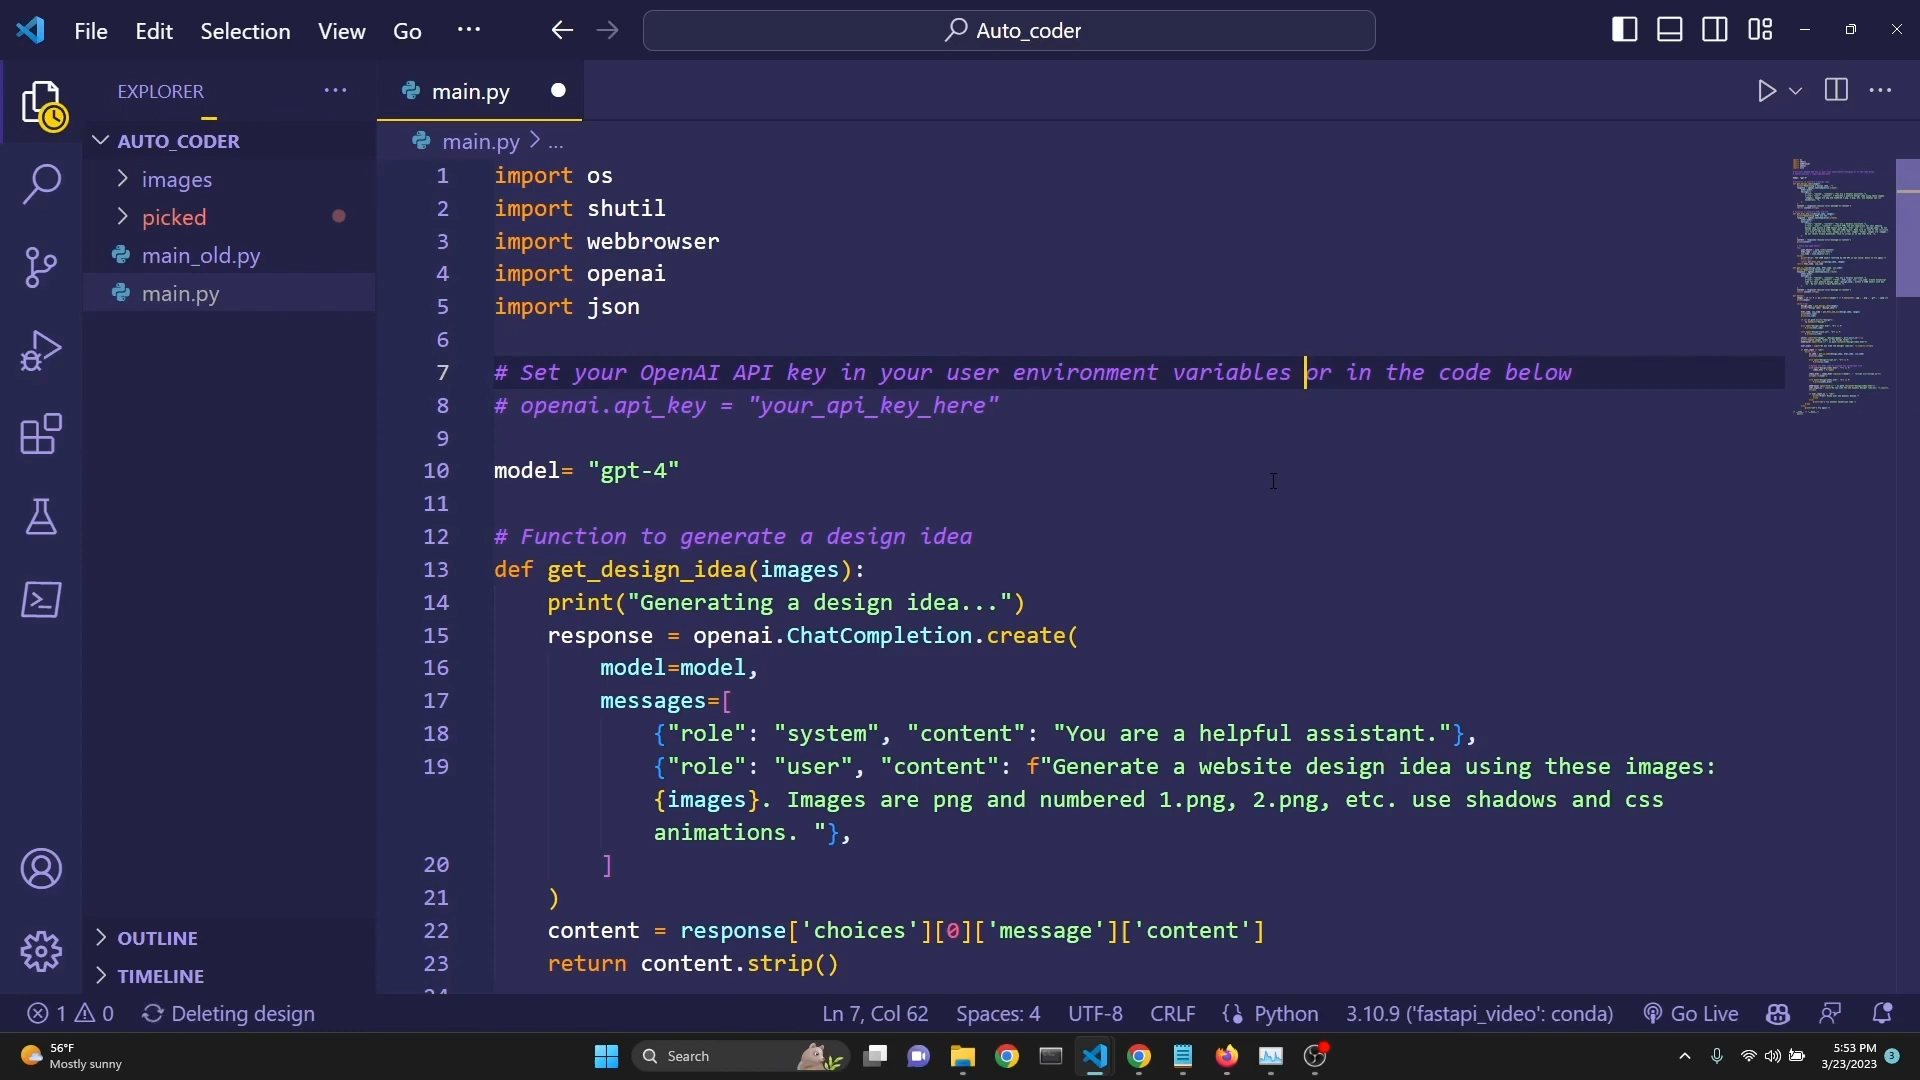 File Edit Selection View Go ··· Auto_coder
EXPLORER ···
main.py
AUTO_CODER
main.py > ...
images
picked
main_old.py
main.py
1 import os
2 import shutil
3 import webbrowser
4 import openai
5 import json
6
7 # Set your OpenAI API key in your user environment variables or in the code below
8 # openai.api_key = "your_api_key_here"
9
10 model= "gpt-4"
11
12 # Function to generate a design idea
13 def get_design_idea(images):
14 print("Generating a design idea...")
15 response = openai.ChatCompletion.create(
16 model=model,
17 messages=[
18 {"role": "system", "content": "You are a helpful assistant."},
19 {"role": "user", "content": f"Generate a website design idea using these images:
{images}. Images are png and numbered 1.png, 2.png, etc. use shadows and css
animations. "},
20 ]
21 )
22 content = response['choices'][0]['message']['content']
23 return content.strip()
OUTLINE
TIMELINE
1 0 Deleting design Ln 7, Col 62 Spaces: 4 UTF-8 CRLF Python 3.10.9 ('fastapi_video': conda) Go Live
56°F
Mostly sunny
Search
5:53 PM
3/23/2023
3